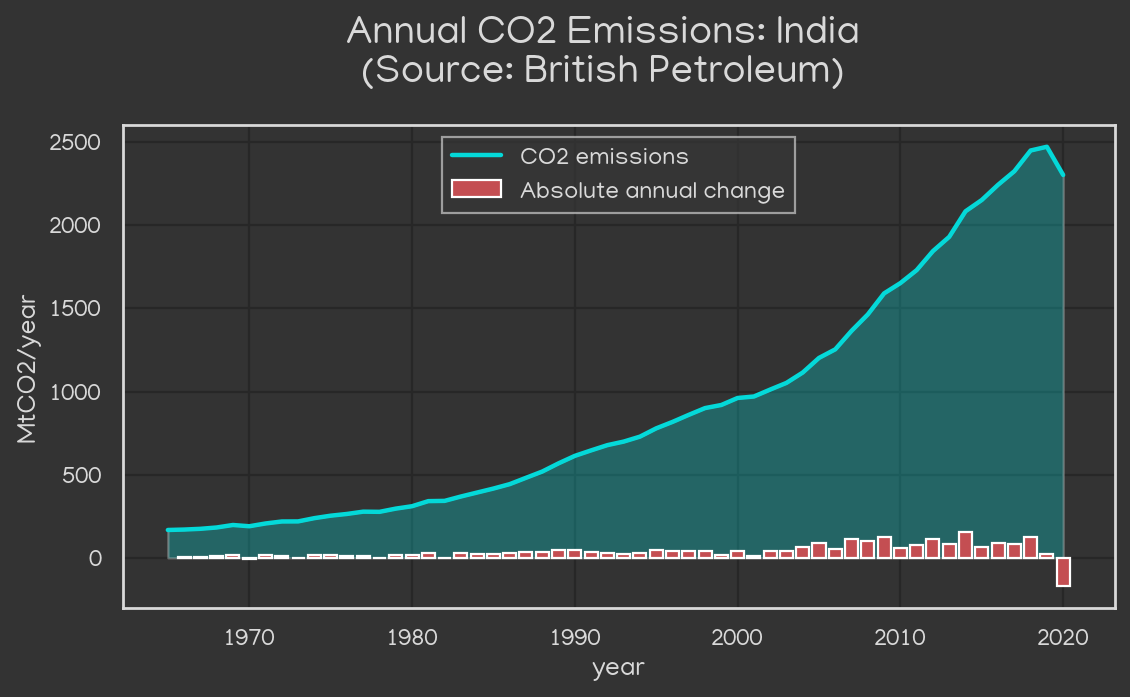 Annual CO2 Emissions: India
(Source: British Petroleum)
CO2 emissions
Absolute annual change
MtCO2/year
2500
2000
1500
1000
500
0
1970
1980
1990
2000
2010
2020
year